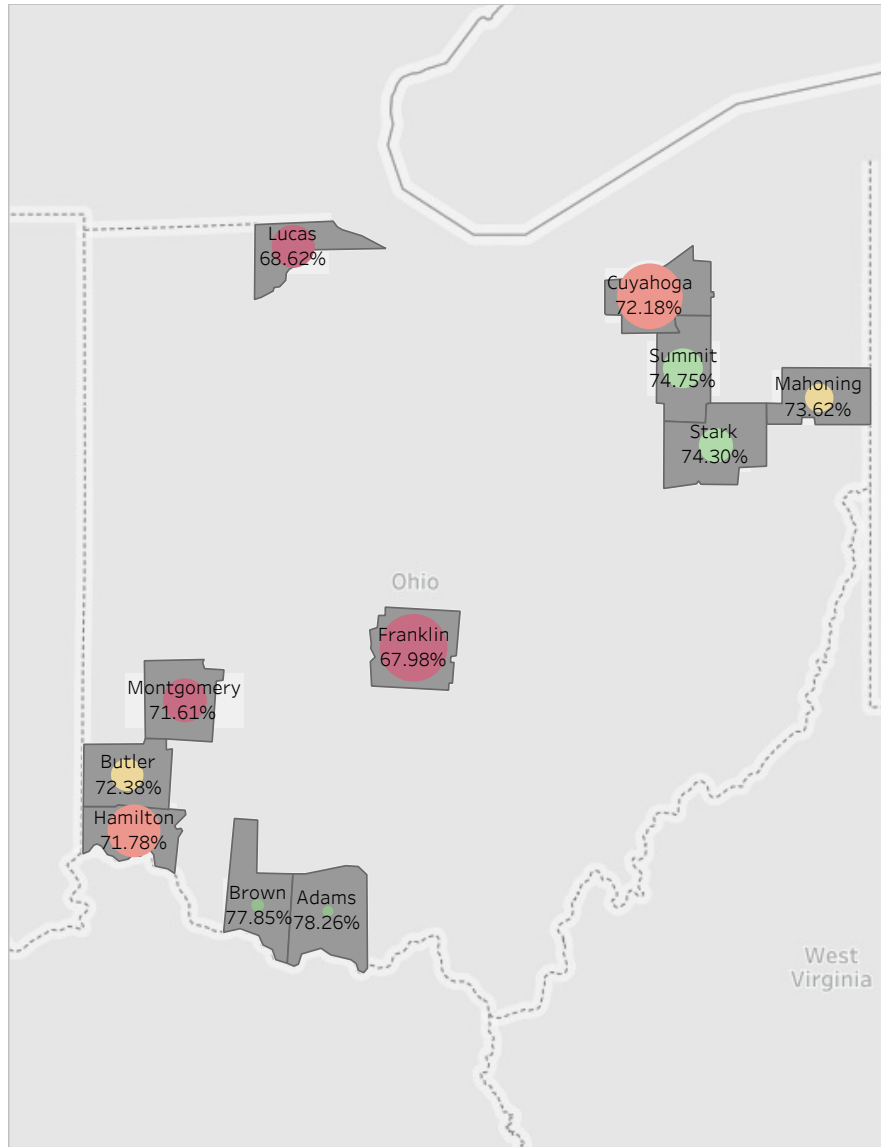 Lucas
68.62%
Cuyahoga
72.18%
Summit
74.75%
Mahoning
73.62%
Stark
74.30%
Ohio
Franklin
67.98%
Montgomery
71.61%
Butler
72.38%
Hamilton
71.78%
Brown
77.85%
Adams
78.26%
West
Virginia